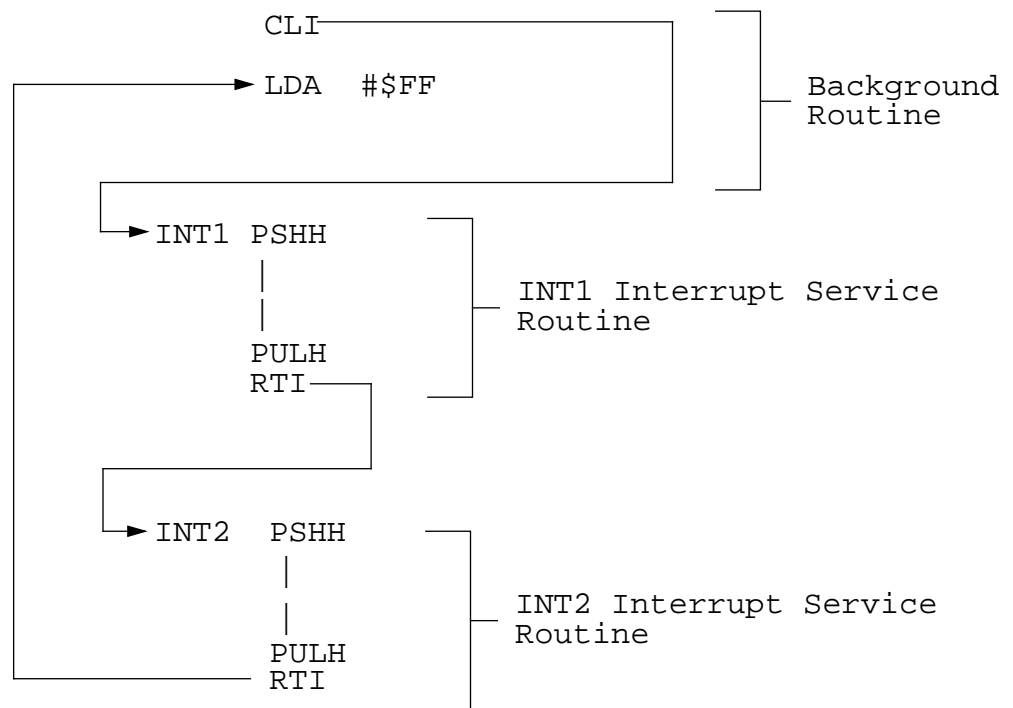 CLI
LDA #$FF
Background
Routine
INT1 PSHH
|
|
PULH
RTI
INT1 Interrupt Service
Routine
INT2 PSHH
|
|
PULH
RTI
INT2 Interrupt Service
Routine